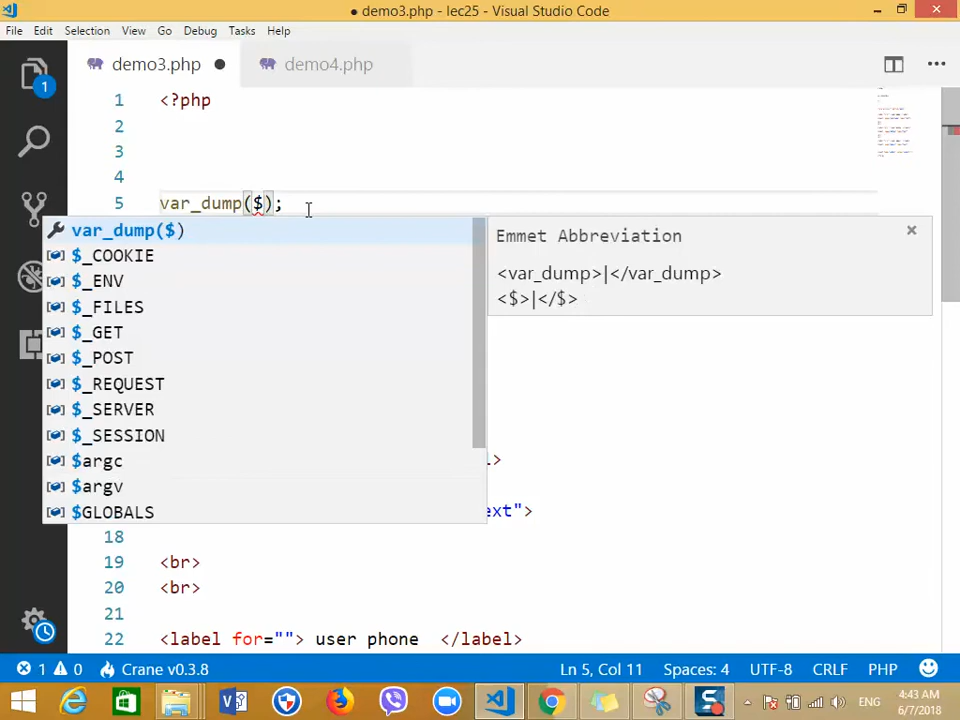 ● demo3.php - lec25 - Visual Studio Code
File Edit Selection View Go Debug Tasks Help
demo3.php ● demo4.php
1 <?php
2
3
4
5 var_dump($);
var_dump($)
$_COOKIE
$_ENV
$_FILES
$_GET
$_POST
$_REQUEST
$_SERVER
$_SESSION
$argc
$argv
$GLOBALS
Emmet Abbreviation
<var_dump>|</var_dump>
<$>|</$>
l>
ext">
18
19 <br>
20 <br>
21
22 <label for=""> user phone </label>
1 0 Crane v0.3.8 Ln 5, Col 11 Spaces: 4 UTF-8 CRLF PHP
ENG
4:43 AM
6/7/2018